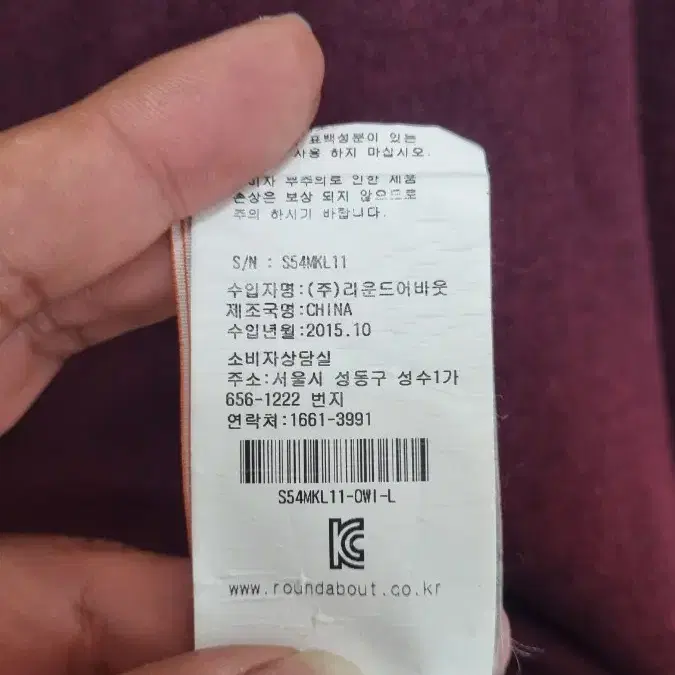 표백성분이 있는
사용 하지 마십시오.
부주의로 인한 제품
손상은 보상 되지 않으므로
주의 하시기 바랍니다.
S/N : S54MKL11
수입자명:(주)리운드어바웃
제조국명:CHINA
수입년월:2015.10
소비자상담실
주소:서울시 성동구 성수1가
656-1222 번지
연락처:1661-3991
S54MKL11-OWI-L
KC
www.roundabout.co.kr